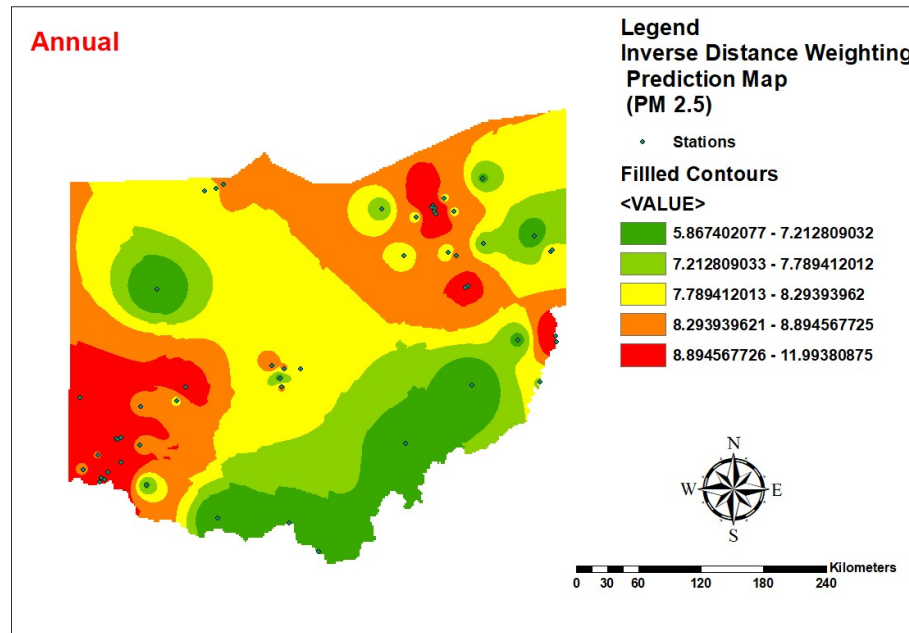 Annual
Legend
Inverse Distance Weighting
Prediction Map
(PM 2.5)
Stations
Fillled Contours
<VALUE>
5.867402077 - 7.212809032
7.212809033 - 7.789412012
7.789412013 - 8.29393962
8.293939621 - 8.894567725
8.894567726 - 11.99380875
N
W E
S
Kilometers
0 30 60 120 180 240